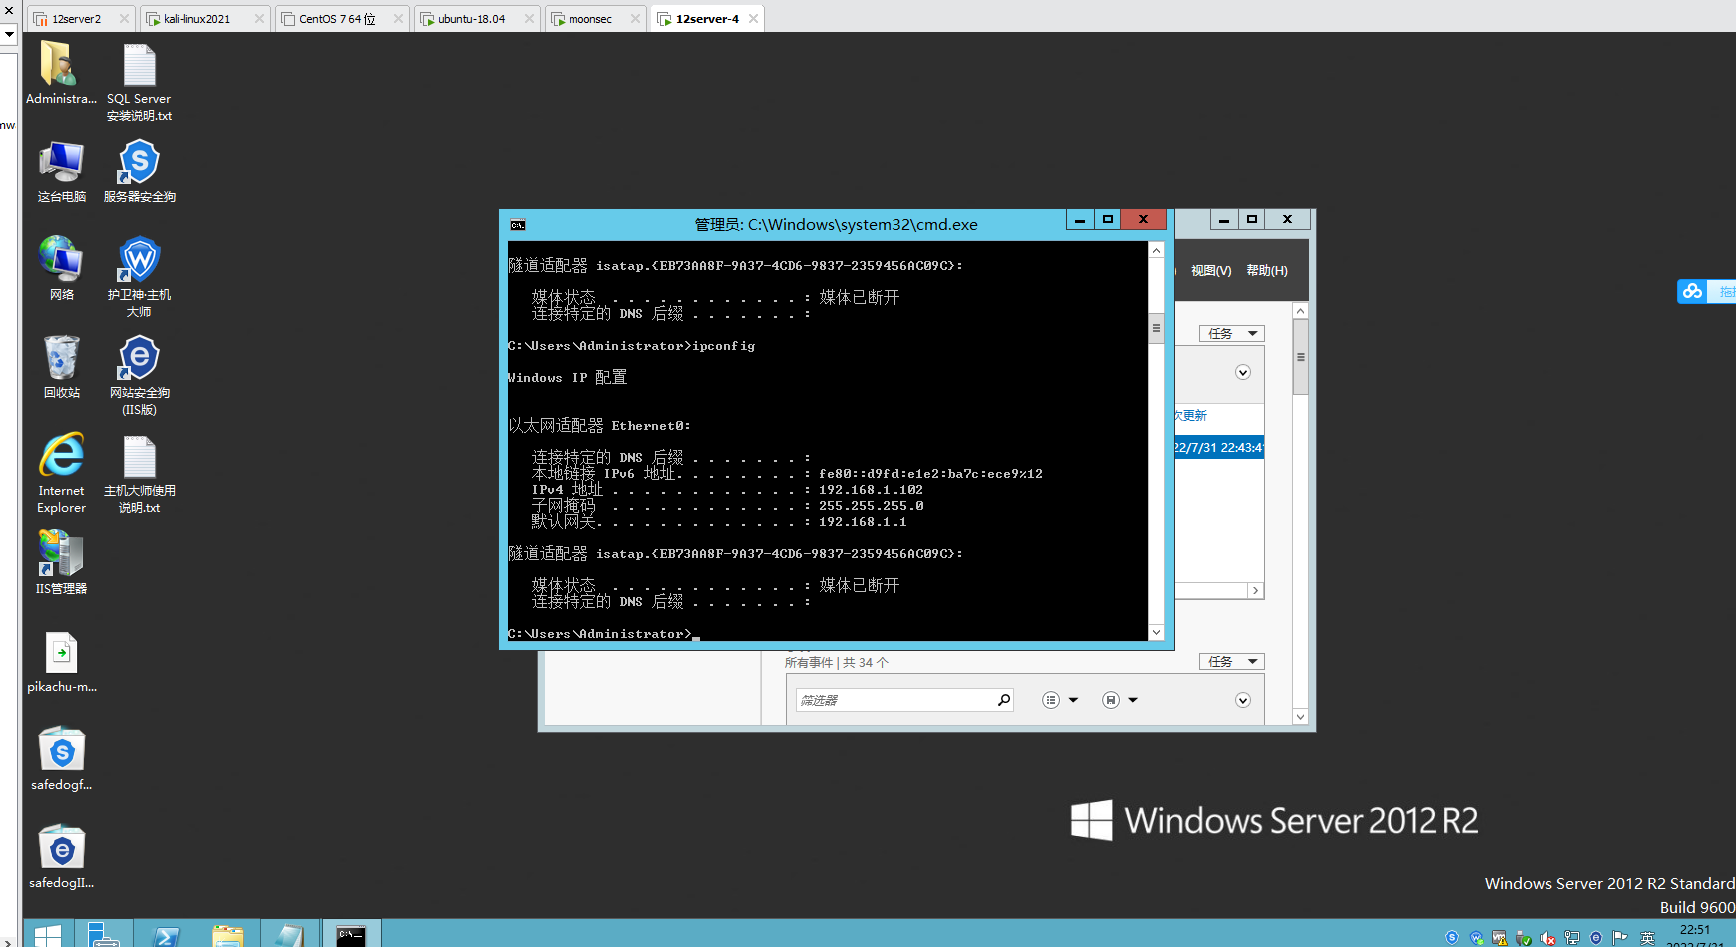 12server2
kali-linux2021
CentOS 7 64 位
ubuntu-18.04
moonsec
12server-4
Administra...
SQL Server
安装说明.txt
这台电脑
服务器安全狗
网络
护卫神·主机
大师
回收站
网站安全狗
(IIS版)
Internet
Explorer
主机大师使用
说明.txt
IIS管理器
pikachu-m...
safedogf...
safedogII...
管理员: C:\Windows\system32\cmd.exe
隧道适配器 isatap.{EB73AA8F-9A37-4CD6-9837-2359456AC09C}:
媒体状态 . . . . . . . . . . . . : 媒体已断开
连接特定的 DNS 后缀 . . . . . . . :
C:\Users\Administrator>ipconfig
Windows IP 配置
以太网适配器 Ethernet0:
连接特定的 DNS 后缀 . . . . . . . :
本地链接 IPv6 地址. . . . . . . . : fe80::d9fd:e1e2:ba7c:ece9%12
IPv4 地址 . . . . . . . . . . . . : 192.168.1.102
子网掩码 . . . . . . . . . . . . : 255.255.255.0
默认网关. . . . . . . . . . . . . : 192.168.1.1
隧道适配器 isatap.{EB73AA8F-9A37-4CD6-9837-2359456AC09C}:
媒体状态 . . . . . . . . . . . . : 媒体已断开
连接特定的 DNS 后缀 . . . . . . . :
C:\Users\Administrator>
视图(V) 帮助(H)
任务
次更新
22/7/31 22:43:4
所有事件 | 共 34 个
任务
筛选器
Windows Server 2012 R2
Windows Server 2012 R2 Standard
Build 9600
英
22:51